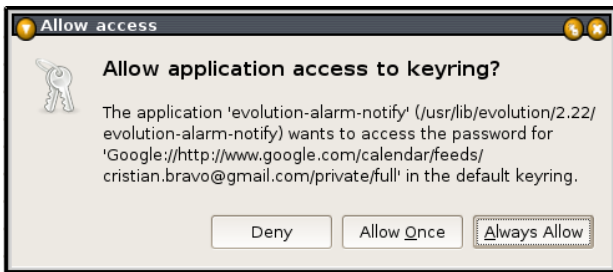 Allow access
Allow application access to keyring?
The application 'evolution-alarm-notify' (/usr/lib/evolution/2.22/
evolution-alarm-notify) wants to access the password for
'Google://http://www.google.com/calendar/feeds/
cristian.bravo@gmail.com/private/full' in the default keyring.
Deny
Allow Once
Always Allow